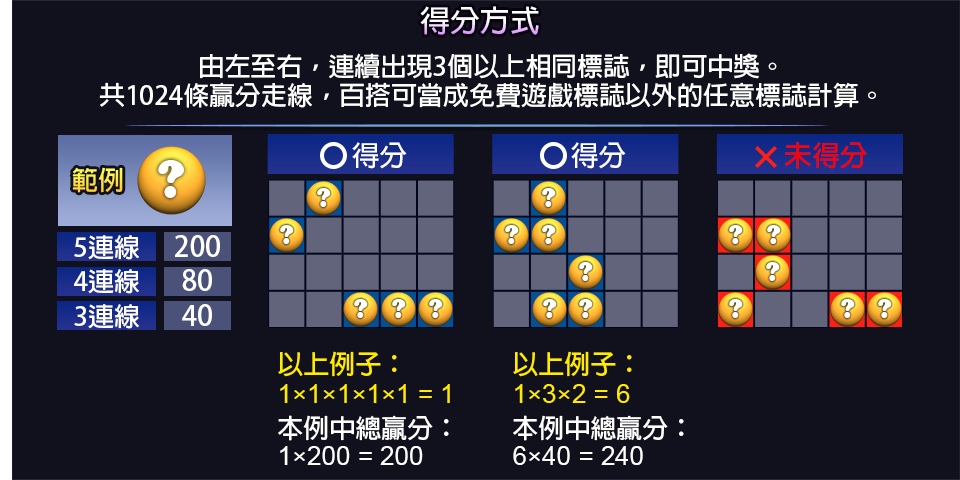 得分方式
由左至右，連續出現3個以上相同標誌，即可中獎。
共1024條贏分走線，百搭可當成免費遊戲標誌以外的任意標誌計算。
範例 ?
5連線 200
4連線 80
3連線 40
○得分
?
?
? ? ?
以上例子：
1×1×1×1×1 = 1
本例中總贏分：
1×200 = 200
○得分
?
? ?
?
? ?
以上例子：
1×3×2 = 6
本例中總贏分：
6×40 = 240
×未得分
? ?
?
? ? ?